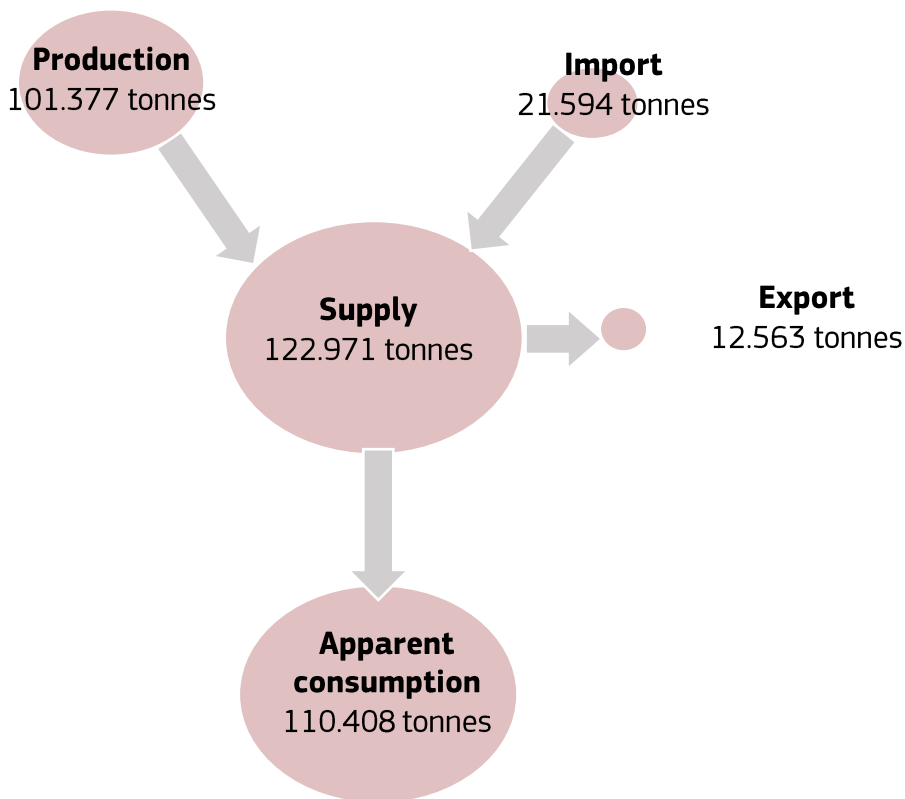 Production
101.377 tonnes
Import
21.594 tonnes
Supply
122.971 tonnes
Export
12.563 tonnes
Apparent
consumption
110.408 tonnes